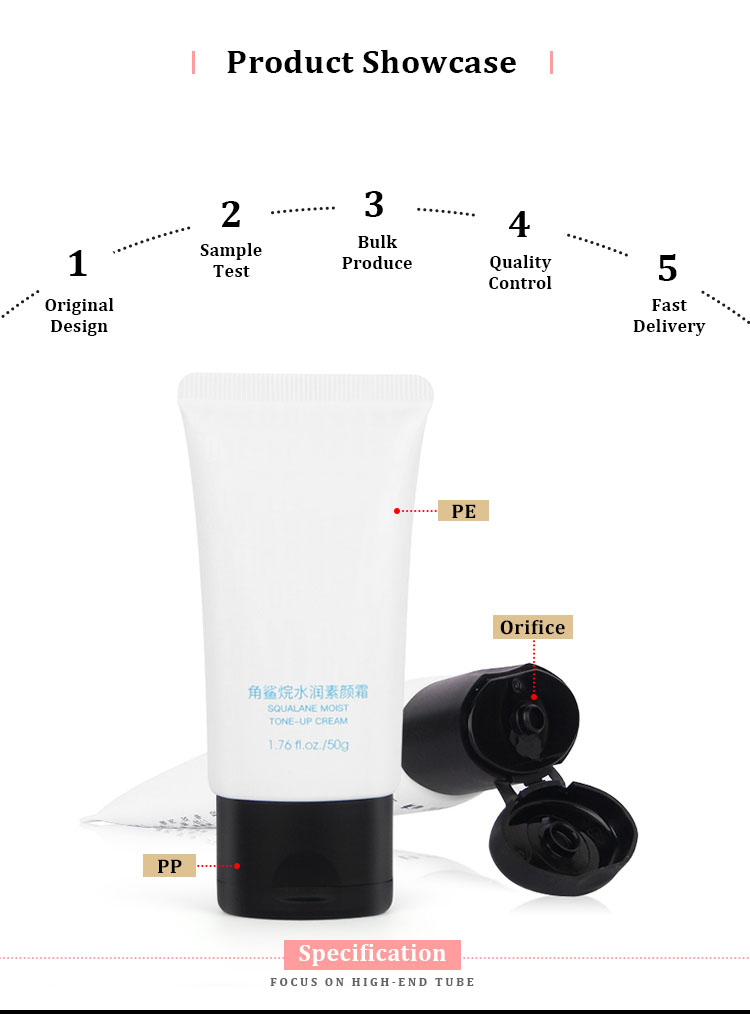 Product Showcase
1
Original
Design
2
Sample
Test
3
Bulk
Produce
4
Quality
Control
5
Fast
Delivery
PE
Orifice
角鲨烷水润素颜霜
SQUALANE MOIST
TONE-UP CREAM
1.76 fl.oz./50g
PP
Specification
FOCUS ON HIGH-END TUBE